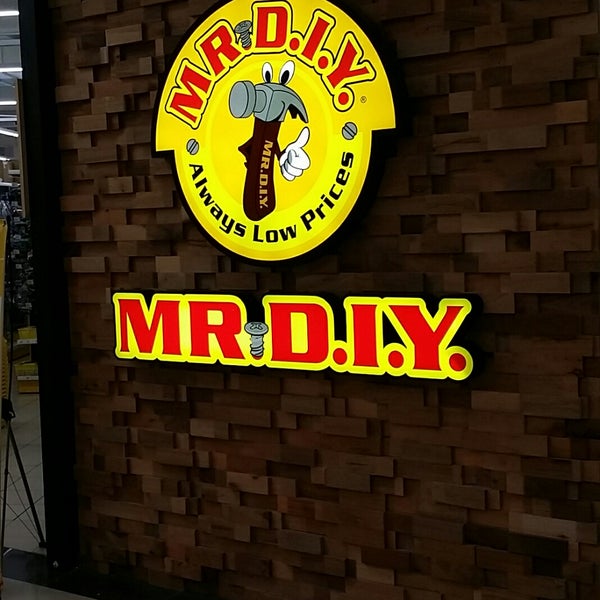 MR D.I.Y.®
MR.D.I.Y.
Always Low Prices
MR D.I.Y.